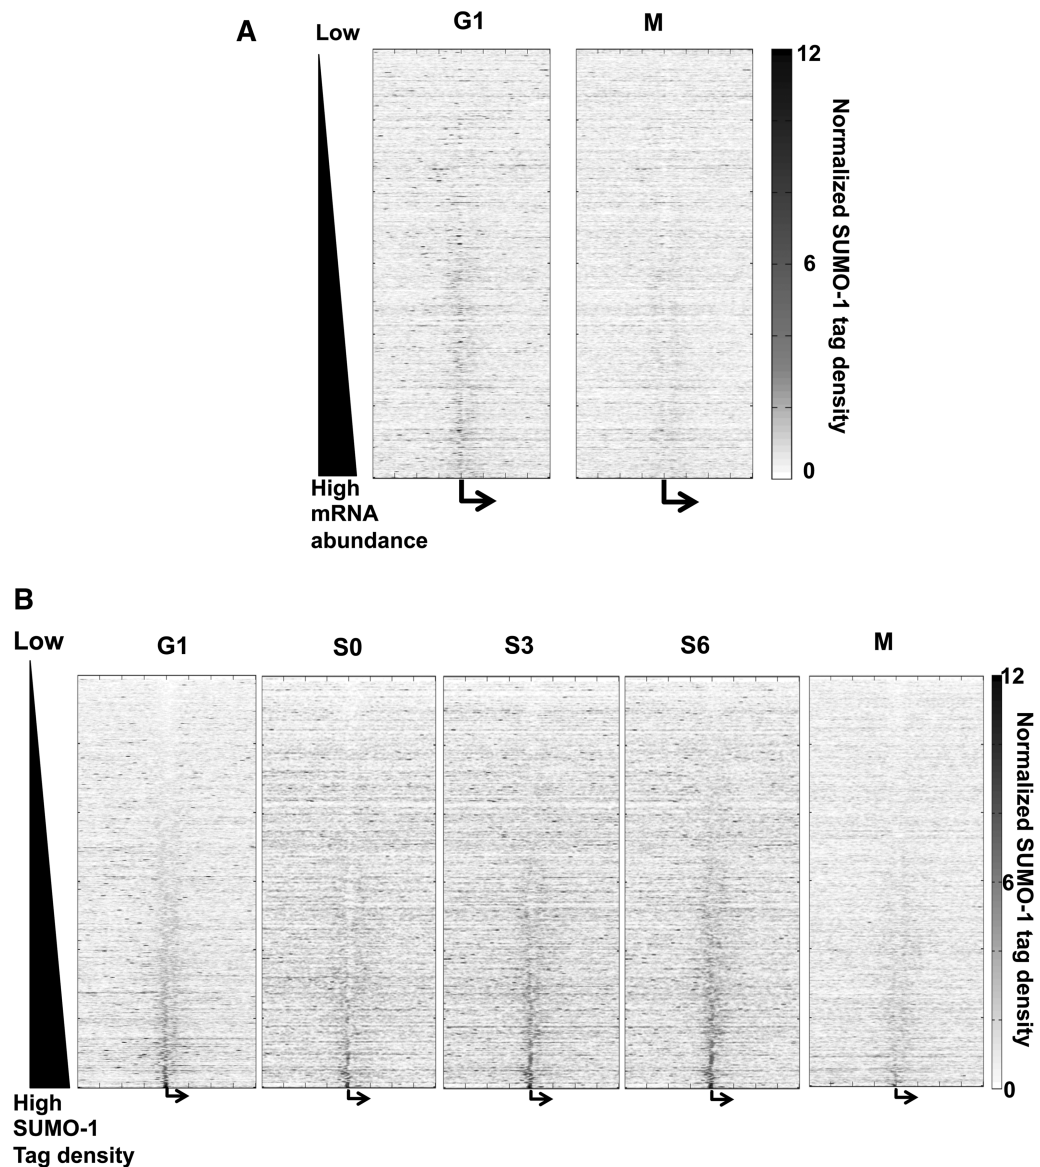 A
Low
G1
M
12
6
0
Normalized SUMO-1 tag density
High
mRNA
abundance
B
Low
G1
S0
S3
S6
M
12
6
0
Normalized SUMO-1 tag density
High
SUMO-1
Tag density